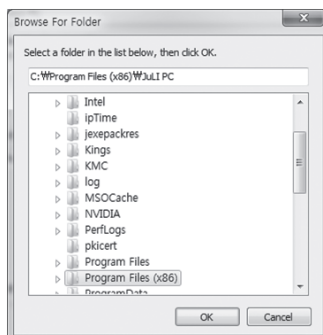 Browse For Folder
Select a folder in the list below, then click OK.
C:₩Program Files (x86)₩JuLI PC
Intel
ipTime
jexepackres
Kings
KMC
log
MSOCache
NVIDIA
PerfLogs
pkicert
Program Files
Program Files (x86)
ProgramData
OK Cancel